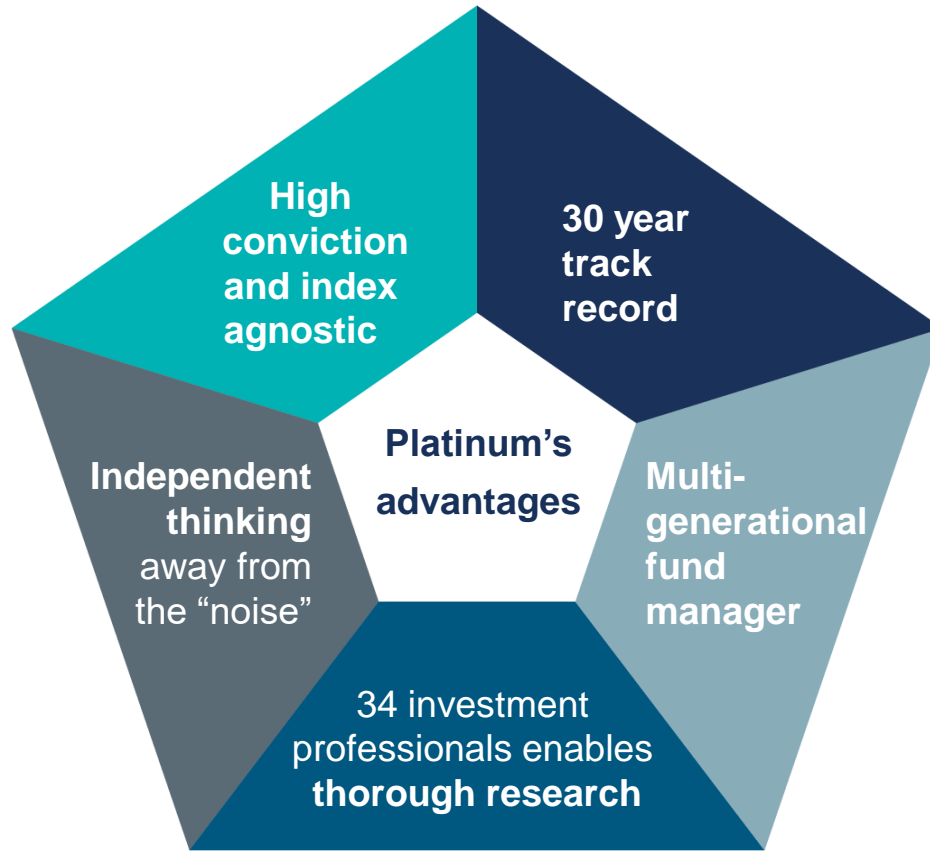 High
conviction
and index
agnostic
30 year
track
record
Platinum’s
advantages
Independent
thinking
away from
the “noise”
Multi-
generational
fund
manager
34 investment
professionals enables
thorough research